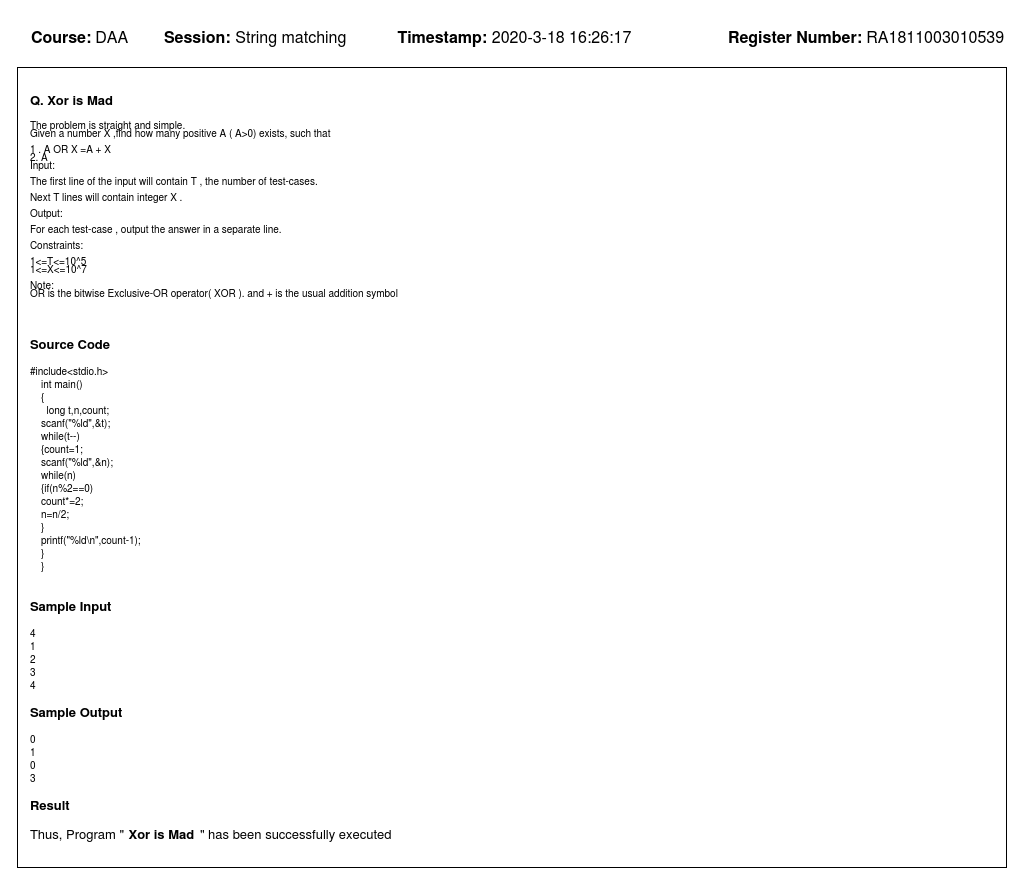 Course: DAA Session: String matching Timestamp: 2020-3-18 16:26:17 Register Number: RA1811003010539
Q. Xor is Mad
The problem is straight and simple.
Given a number X ,find how many positive A ( A>0) exists, such that
1 . A OR X =A + X
2. A
Input:
The first line of the input will contain T , the number of test-cases.
Next T lines will contain integer X .
Output:
For each test-case , output the answer in a separate line.
Constraints:
1<=T<=10^5
1<=X<=10^7
Note:
OR is the bitwise Exclusive-OR operator( XOR ). and + is the usual addition symbol
Source Code
#include<stdio.h>
int main()
{
long t,n,count;
scanf("%ld",&t);
while(t--)
{count=1;
scanf("%ld",&n);
while(n)
{if(n%2==0)
count*=2;
n=n/2;
}
printf("%ld\n",count-1);
}
}
Sample Input
4
1
2
3
4
Sample Output
0
1
0
3
Result
Thus, Program " Xor is Mad " has been successfully executed